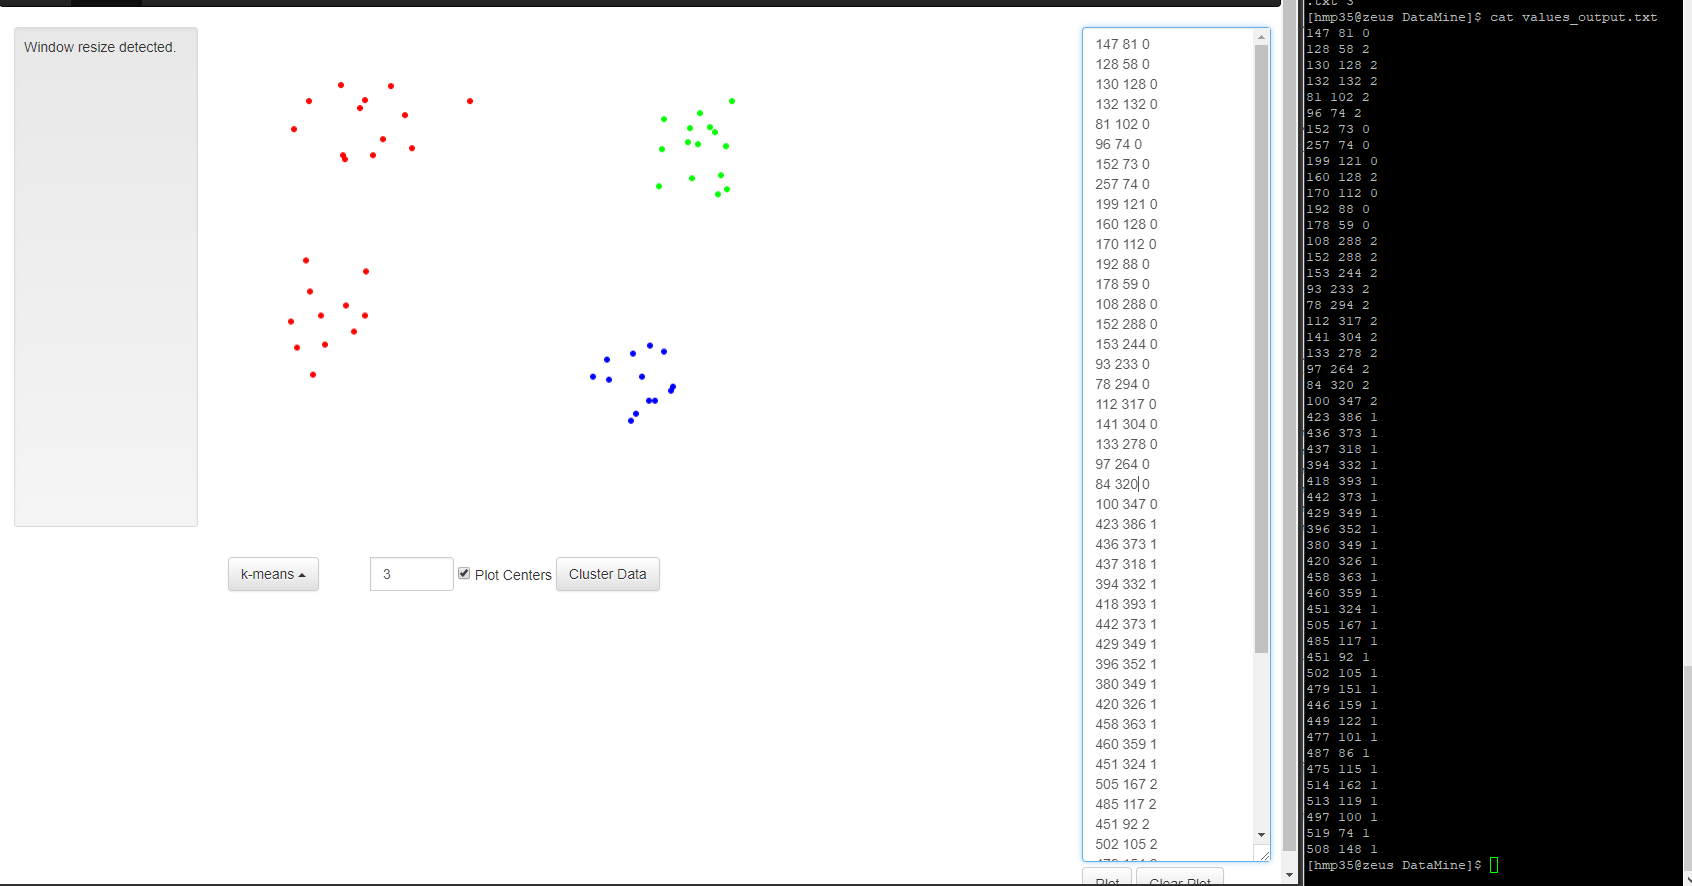 Window resize detected.
k-means
3
Plot Centers
Cluster Data
147 81 0
128 58 0
130 128 0
132 132 0
81 102 0
96 74 0
152 73 0
257 74 0
199 121 0
160 128 0
170 112 0
192 88 0
178 59 0
108 288 0
152 288 0
153 244 0
93 233 0
78 294 0
112 317 0
141 304 0
133 278 0
97 264 0
84 320 0
100 347 0
423 386 1
436 373 1
437 318 1
394 332 1
418 393 1
442 373 1
429 349 1
396 352 1
380 349 1
420 326 1
458 363 1
460 359 1
451 324 1
505 167 2
485 117 2
451 92 2
502 105 2
Plot
Clear Plot
.txt 3
[hmp35@zeus DataMine]$ cat values_output.txt
147 81 0
128 58 2
130 128 2
132 132 2
81 102 2
96 74 2
152 73 0
257 74 0
199 121 0
160 128 2
170 112 0
192 88 0
178 59 0
108 288 2
152 288 2
153 244 2
93 233 2
78 294 2
112 317 2
141 304 2
133 278 2
97 264 2
84 320 2
100 347 2
423 386 1
436 373 1
437 318 1
394 332 1
418 393 1
442 373 1
429 349 1
396 352 1
380 349 1
420 326 1
458 363 1
460 359 1
451 324 1
505 167 1
485 117 1
451 92 1
502 105 1
479 151 1
446 159 1
449 122 1
477 101 1
487 86 1
475 115 1
514 162 1
513 119 1
497 100 1
519 74 1
508 148 1
[hmp35@zeus DataMine]$